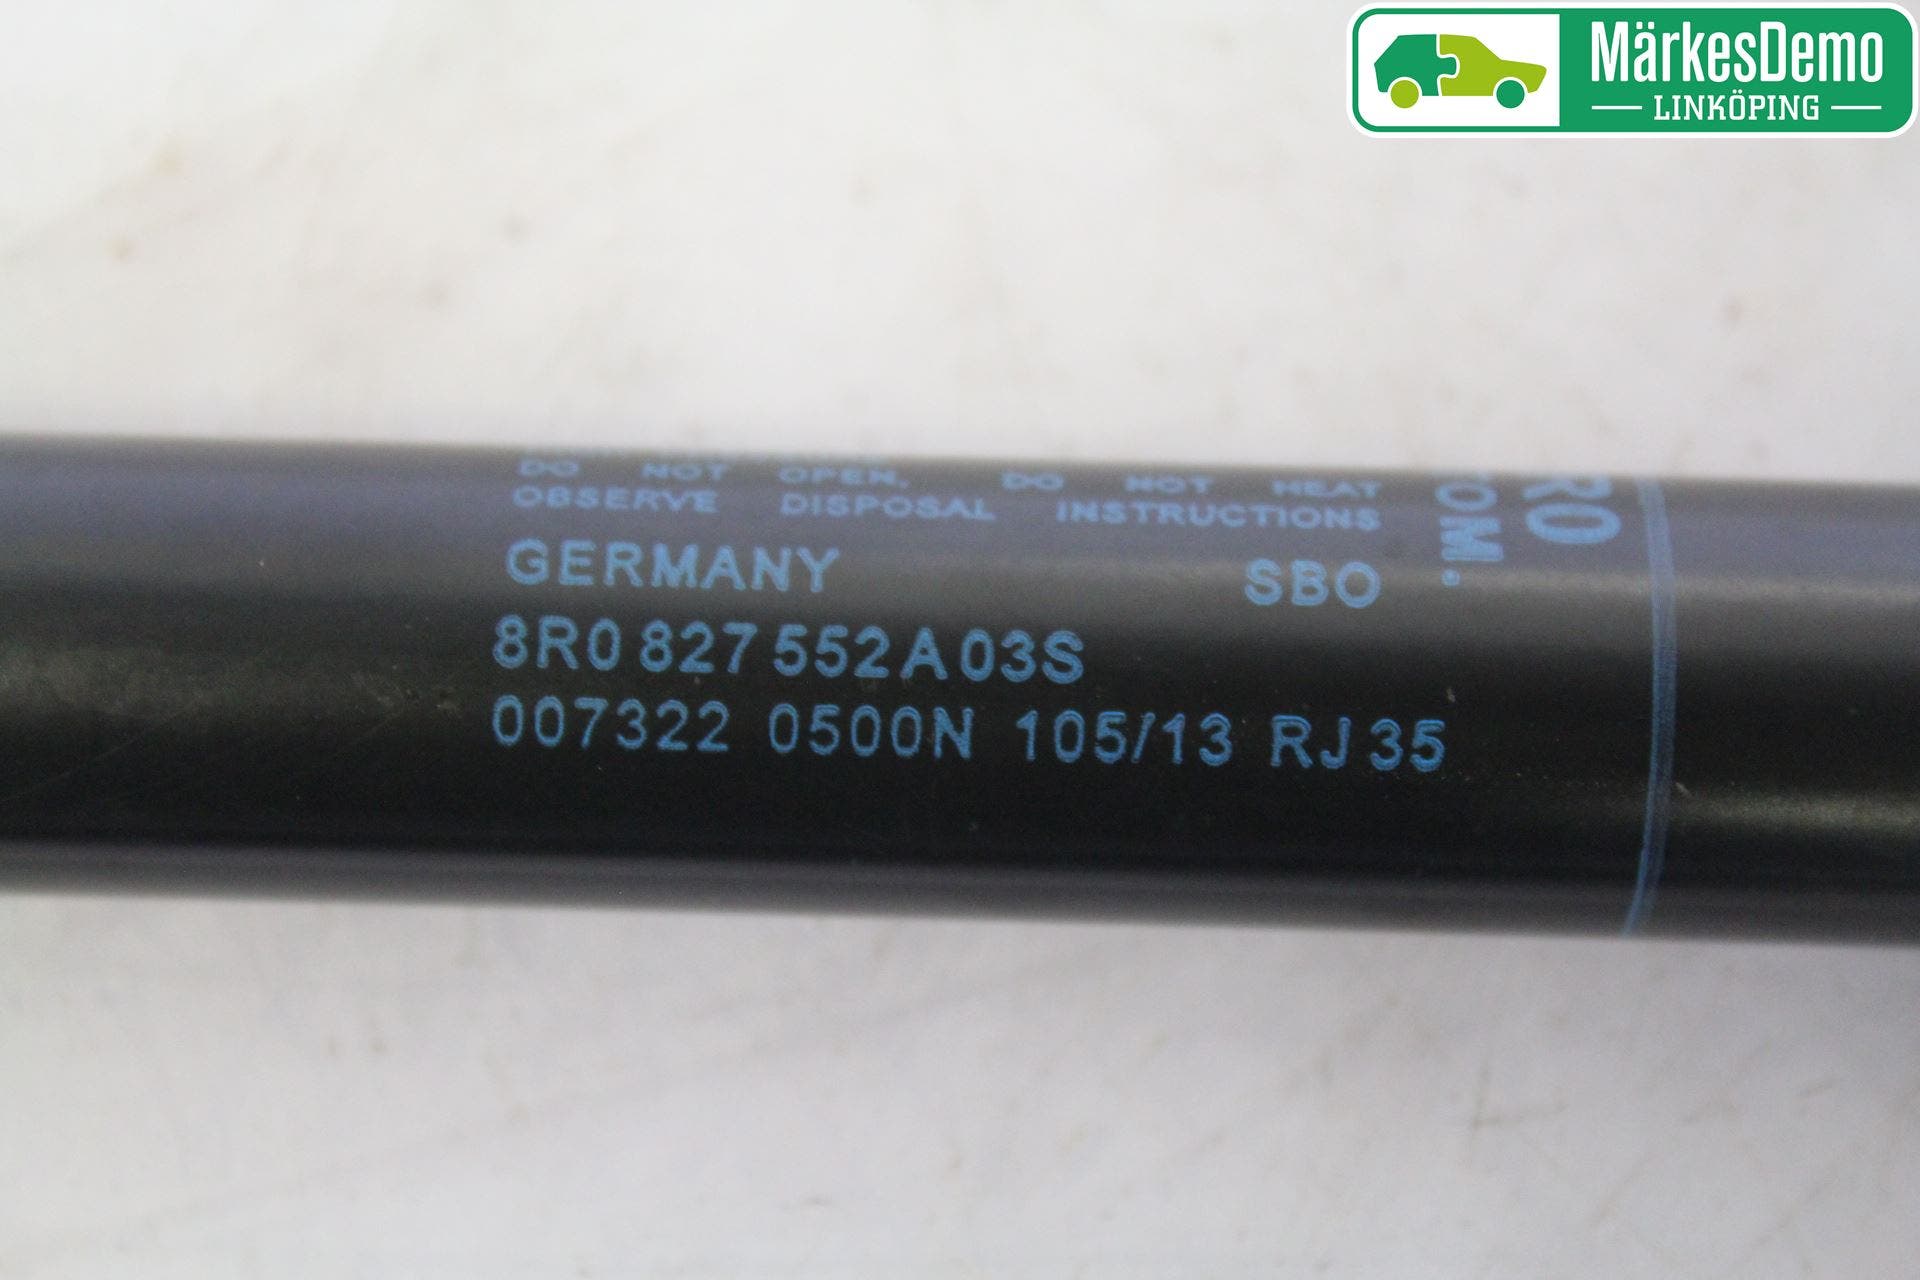 MärkesDemo
LINKÖPING
DO NOT OPEN, DO NOT HEAT
OBSERVE DISPOSAL INSTRUCTIONS
GERMANY SBO
8R0 827 552 A 03S
007322 0500N 105/13 RJ 35